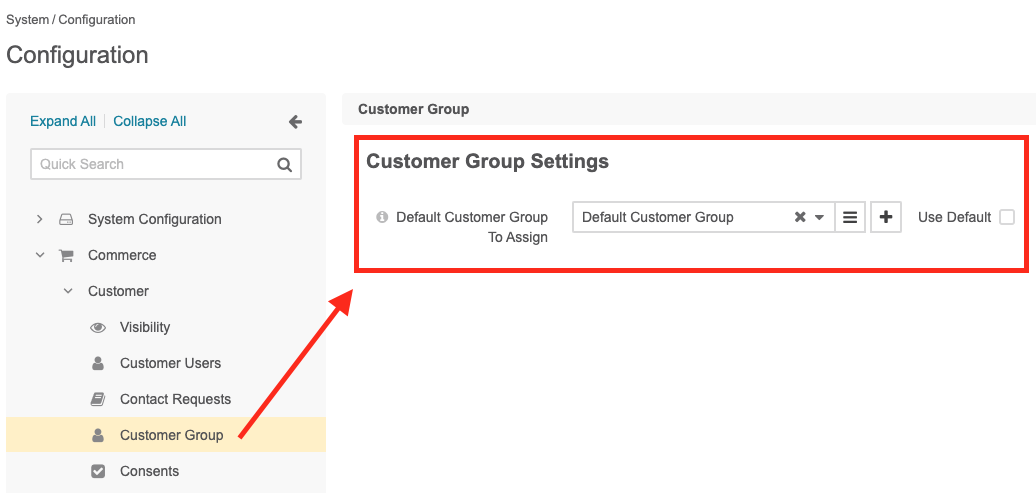 System / Configuration
Configuration
Expand All
Collapse All
Quick Search
System Configuration
Commerce
Customer
Visibility
Customer Users
Contact Requests
Customer Group
Consents
Customer Group
Customer Group Settings
Default Customer Group
To Assign
Default Customer Group
Use Default